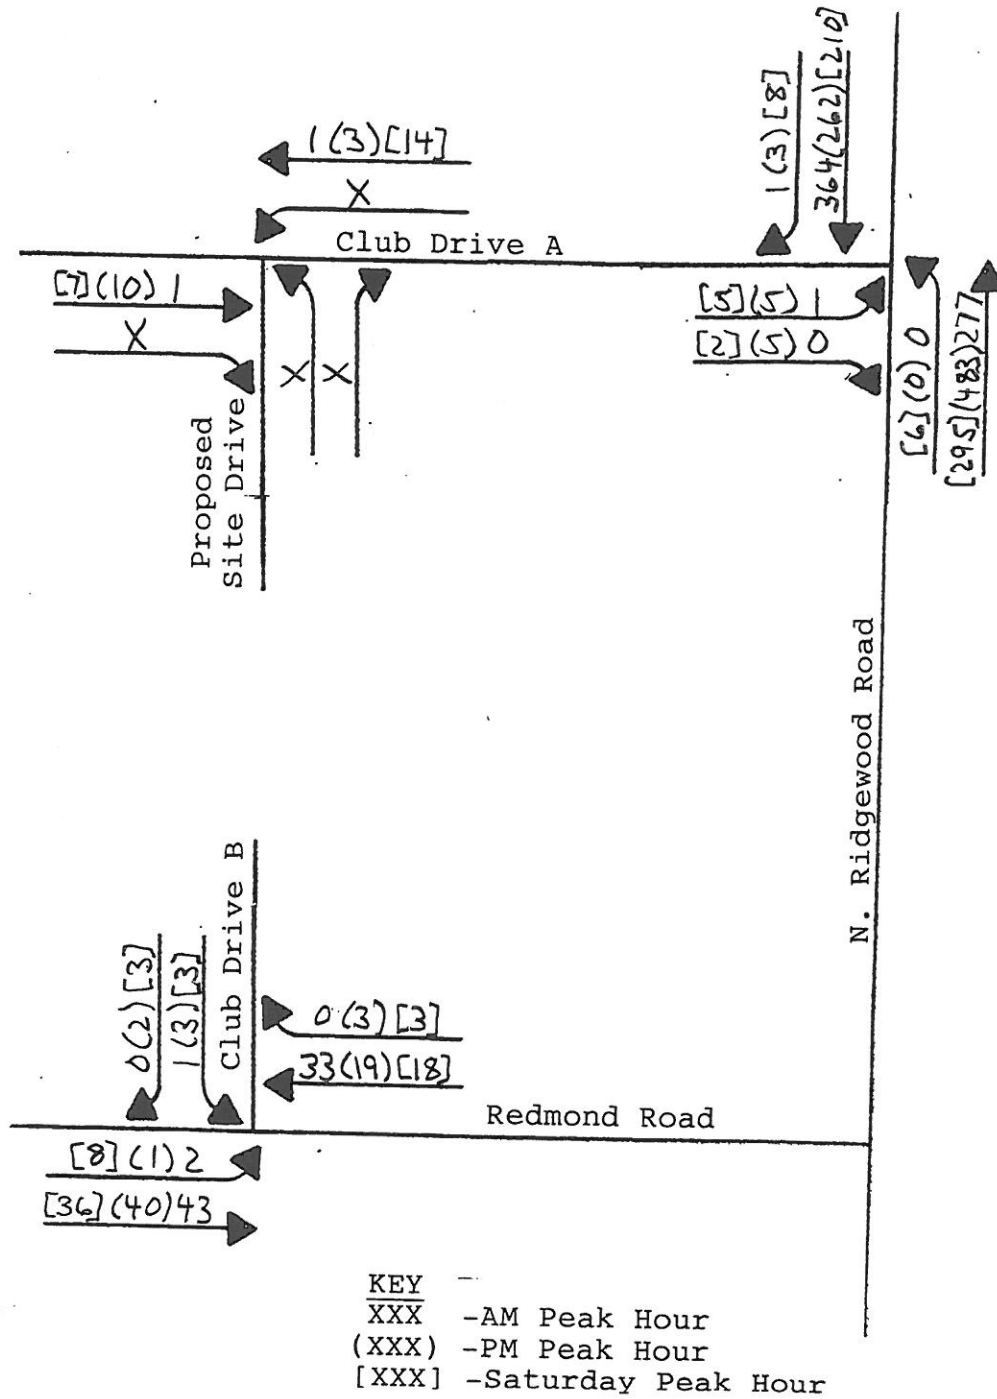 1(3)[8]
364(262)[210]
1(3)[14]
X
Club Drive A
[7](10)1
X
X
X
[5](5)1
[2](5)0
[6](0)0
[295](483)277
Proposed
Site Drive
N. Ridgewood Road
Club Drive B
0(2)[3]
1(3)[3]
0(3)[3]
33(19)[18]
Redmond Road
[8](1)2
[36](40)43
KEY
XXX -AM Peak Hour
(XXX) -PM Peak Hour
[XXX] -Saturday Peak Hour